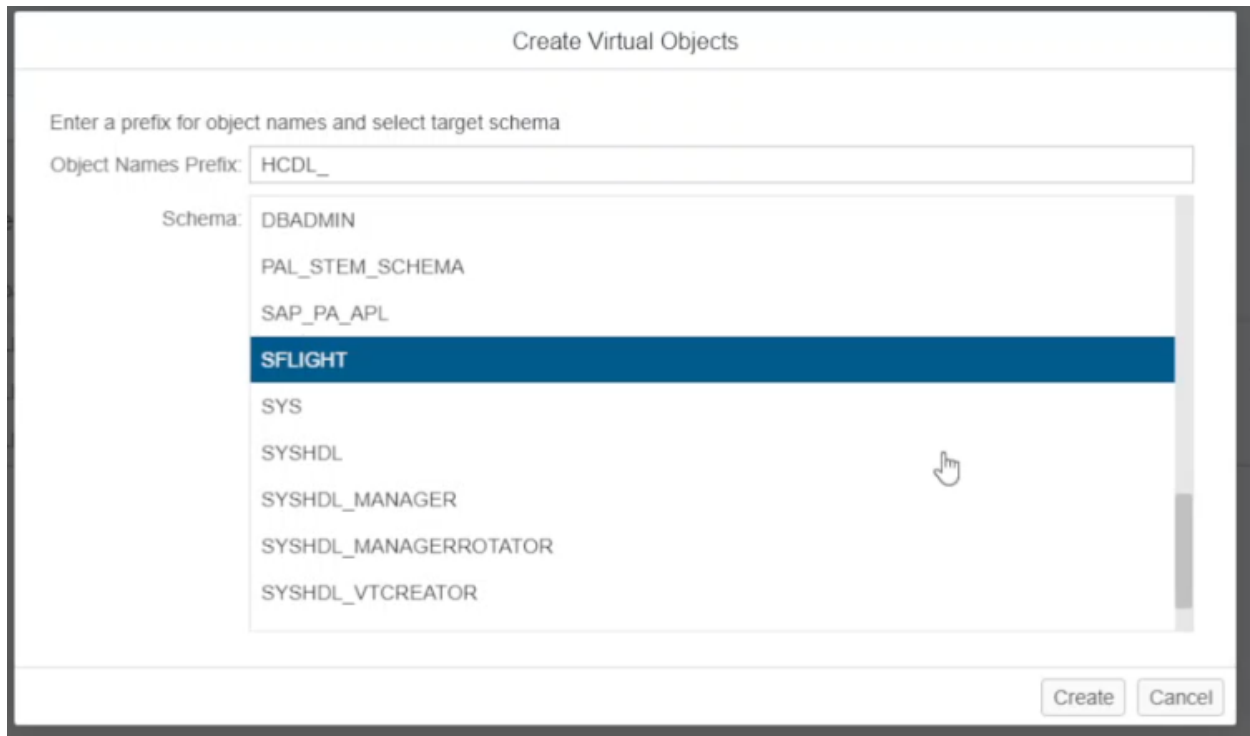 Create Virtual Objects
Enter a prefix for object names and select target schema
Object Names Prefix: HCDL_
Schema: DBADMIN
PAL_STEM_SCHEMA
SAP_PA_APL
SFLIGHT
SYS
SYSHDL
SYSHDL_MANAGER
SYSHDL_MANAGERROTATOR
SYSHDL_VTCREATOR
Create Cancel